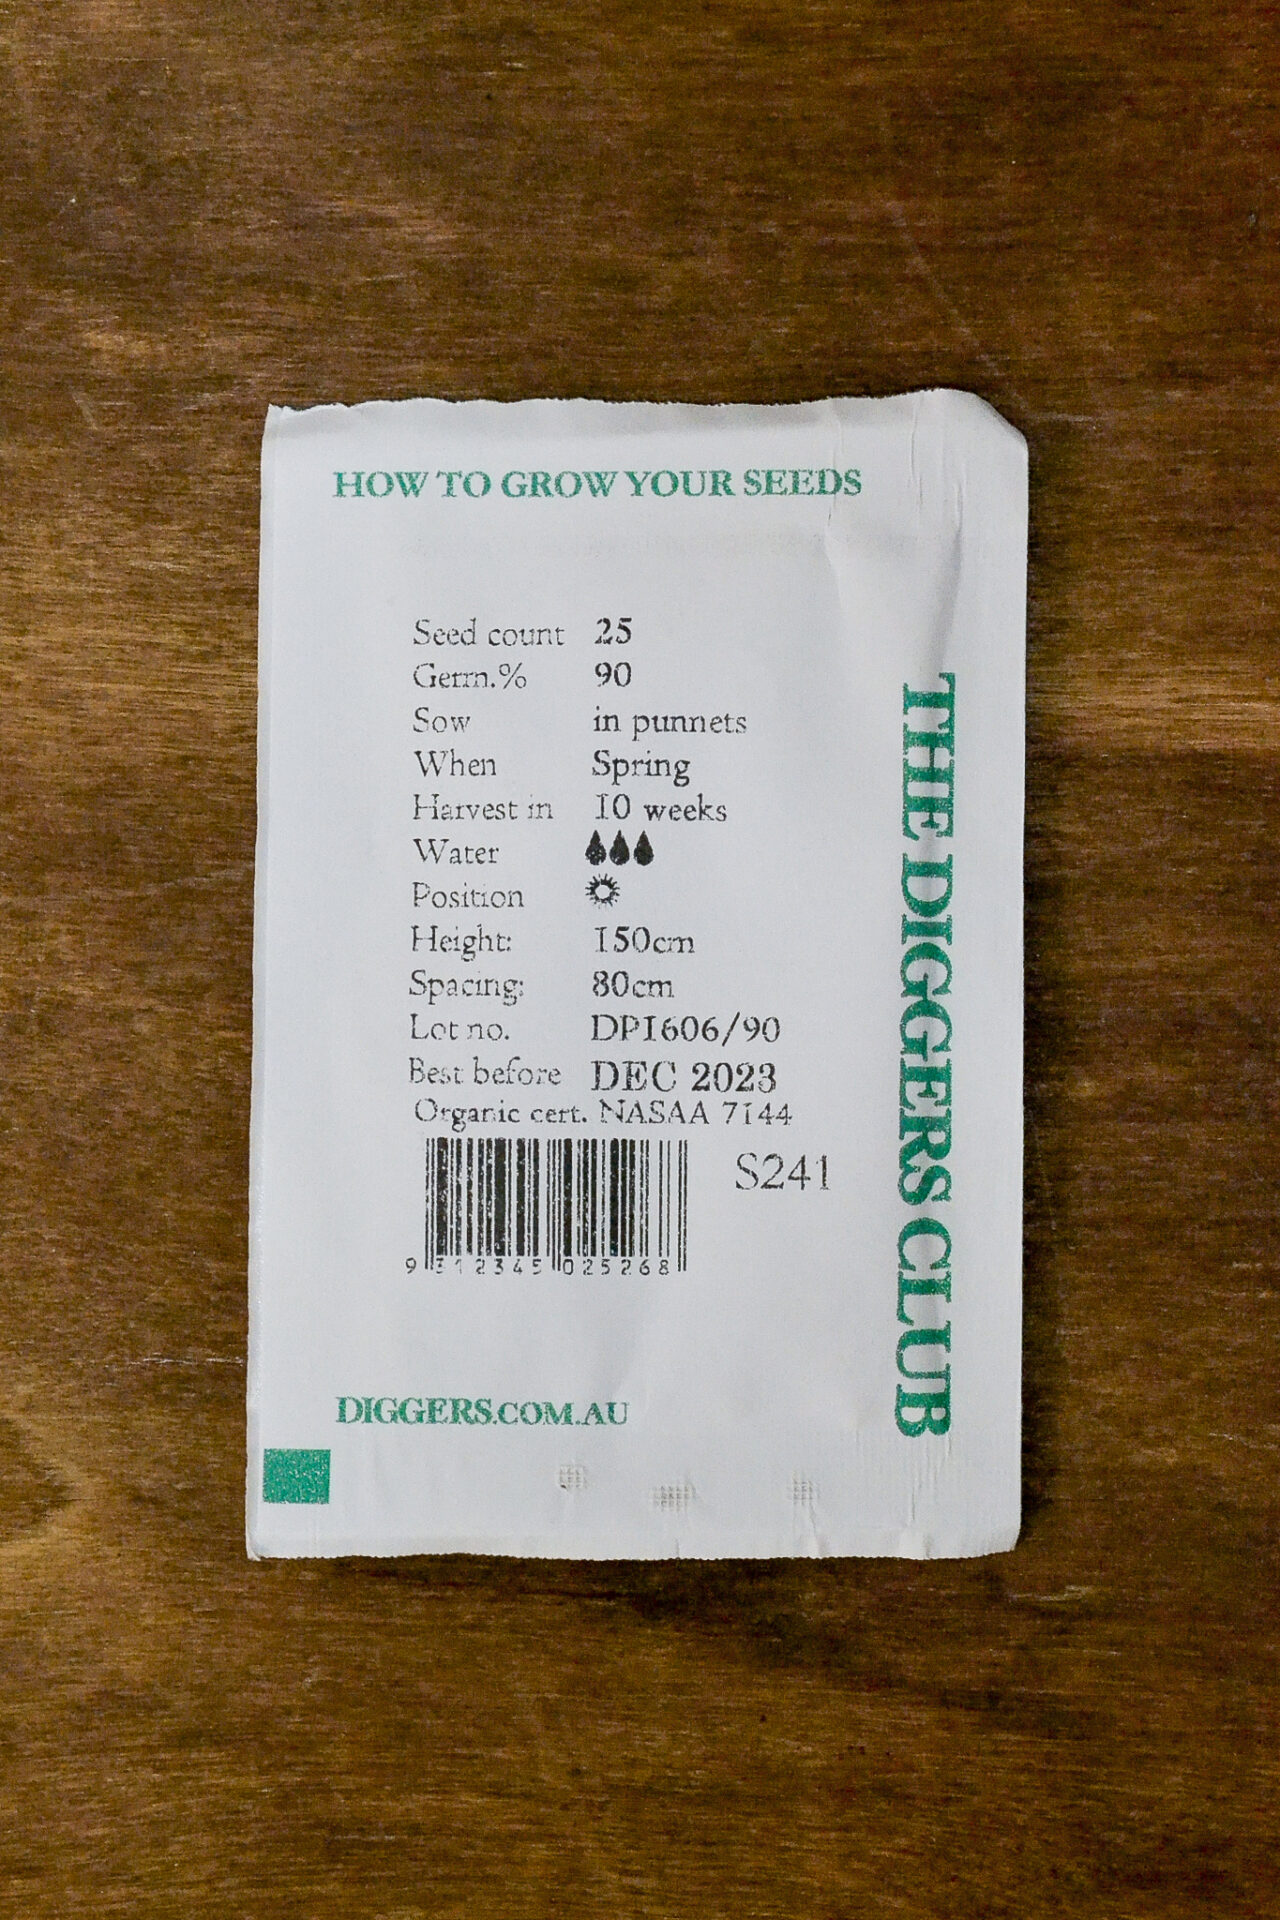 HOW TO GROW YOUR SEEDS
Seed count 25
Germ.% 90
Sow in punnets
When Spring
Harvest in 10 weeks
Water
Position
Height: 150cm
Spacing: 80cm
Lot no. DP1606/90
Best before DEC 2023
Organic cert. NASAA 7144
S241
9 312345 025268
DIGGERS.COM.AU
THE DIGGERS CLUB